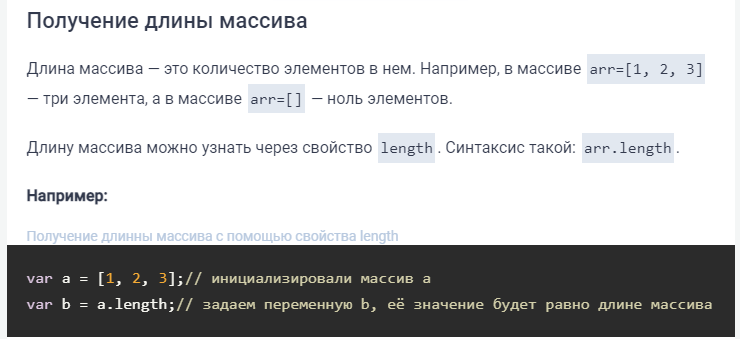 Получение длины массива
Длина массива — это количество элементов в нем. Например, в массиве arr=[1, 2, 3]
— три элемента, а в массиве arr=[] — ноль элементов.
Длину массива можно узнать через свойство length. Синтаксис такой: arr.length.
Например:
Получение длинны массива с помощью свойства length
var a = [1, 2, 3];// инициализировали массив a
var b = a.length;// задаем переменную b, её значение будет равно длине массива